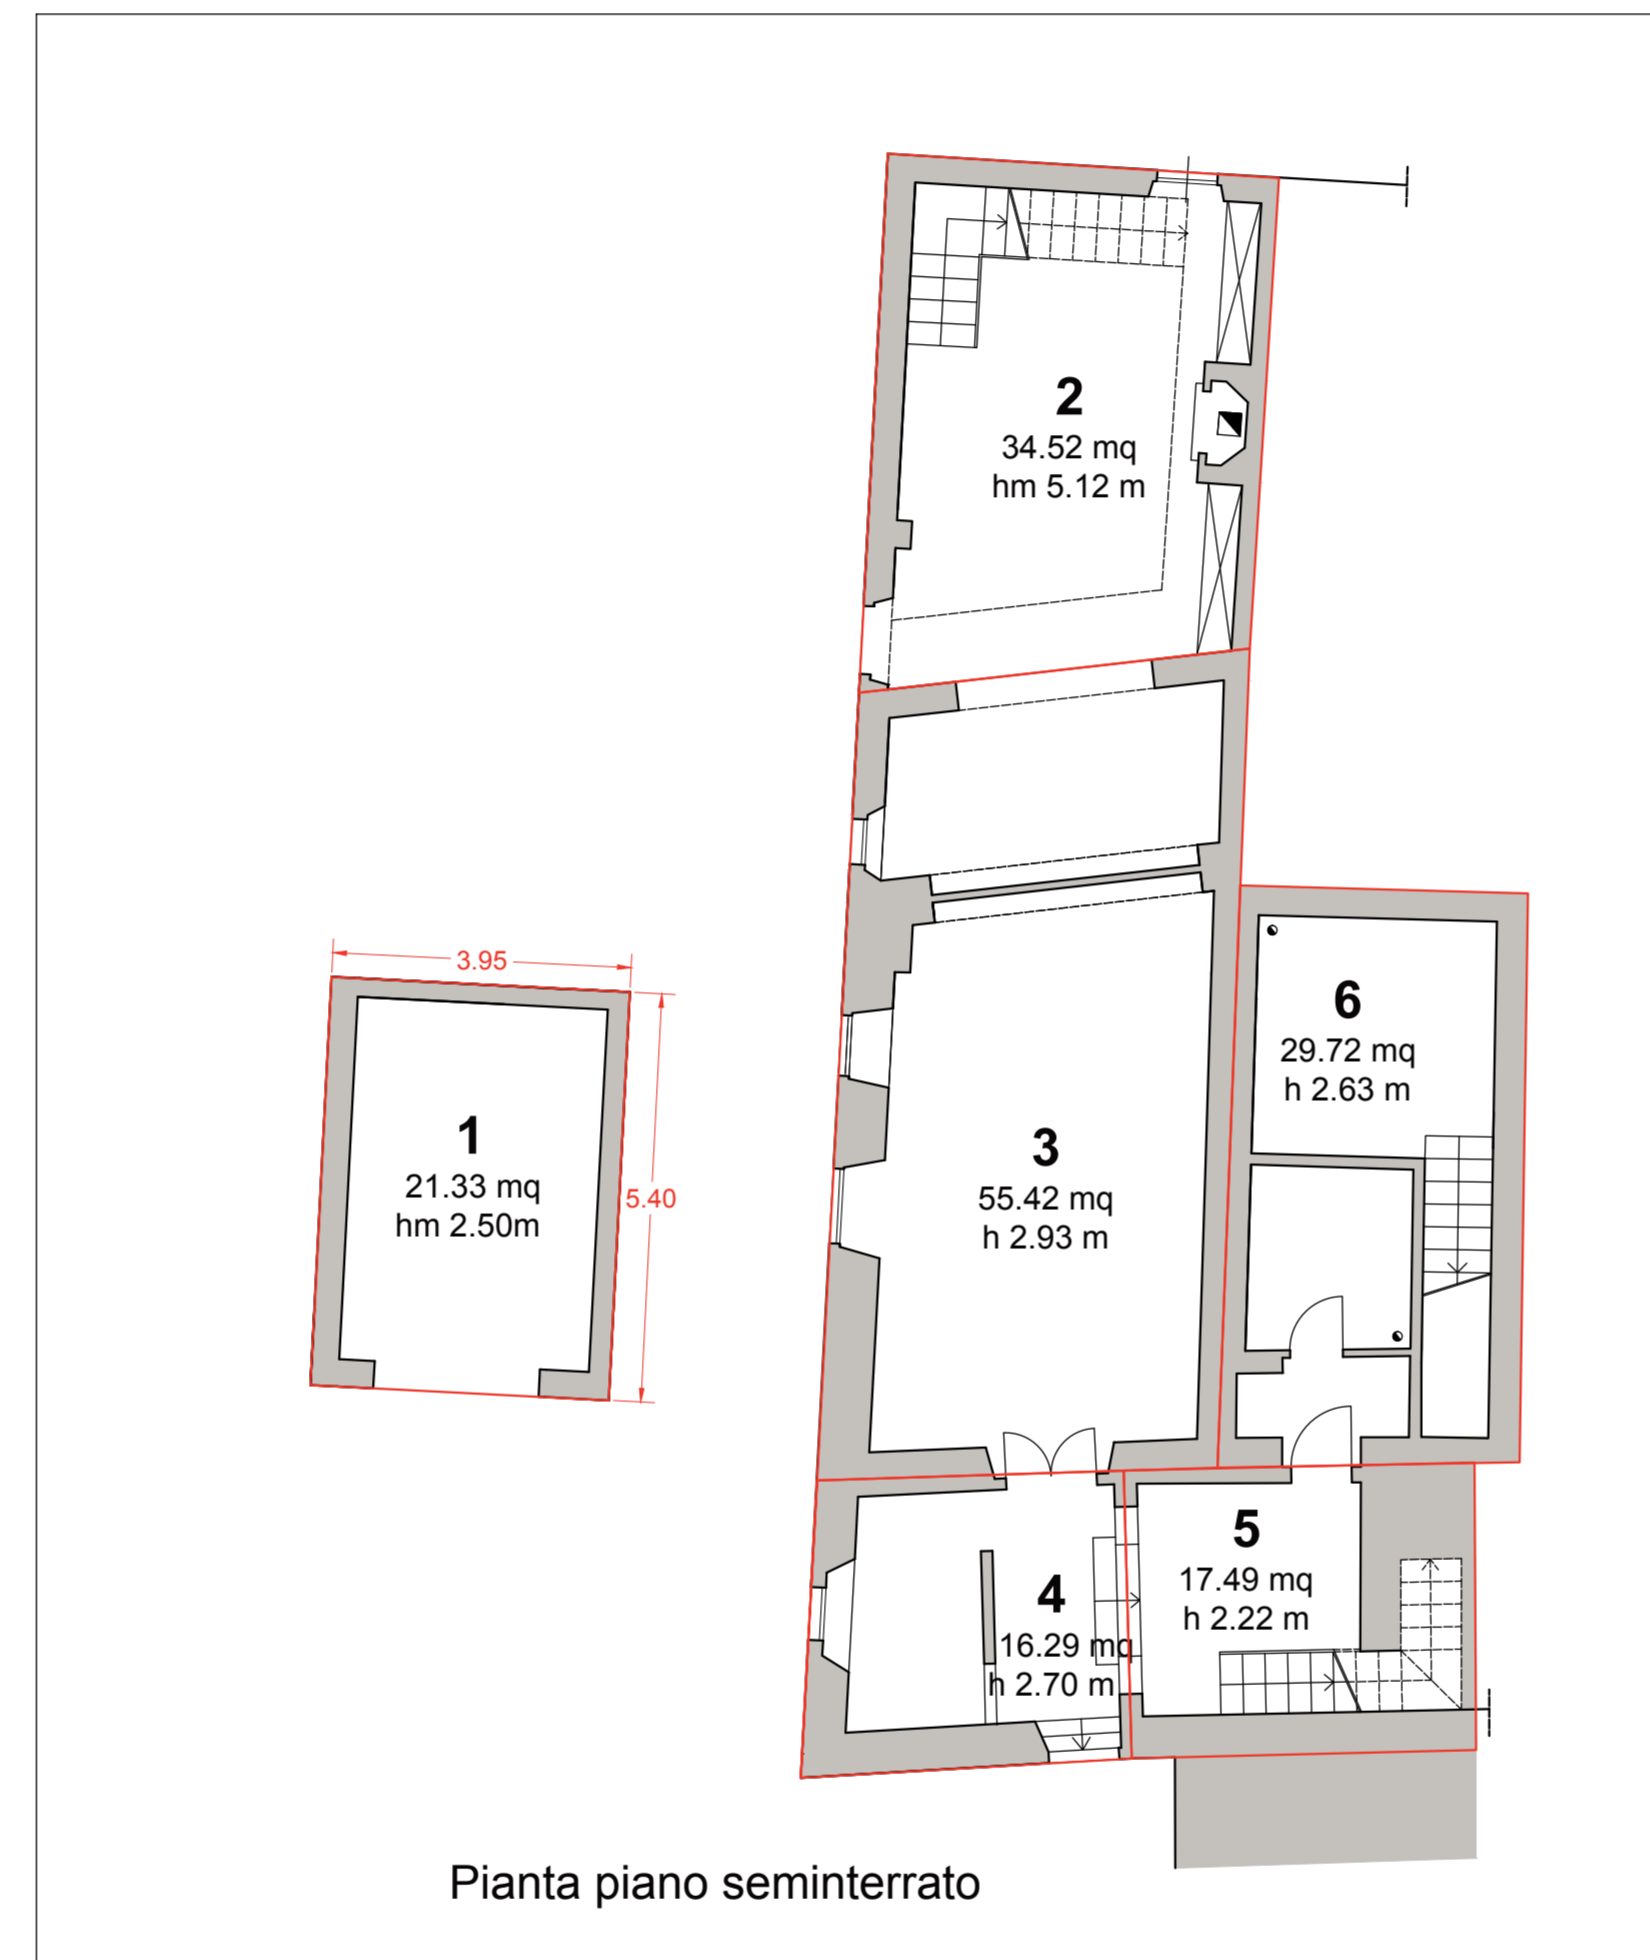 2
34.52 mq
hm 5.12 m
3.95
6
29.72 mq
h 2.63 m
1
21.33 mq
hm 2.50m
5.40
3
55.42 mq
h 2.93 m
5
17.49 mq
h 2.22 m
4
16.29 mq
h 2.70 m
Pianta piano seminterrato